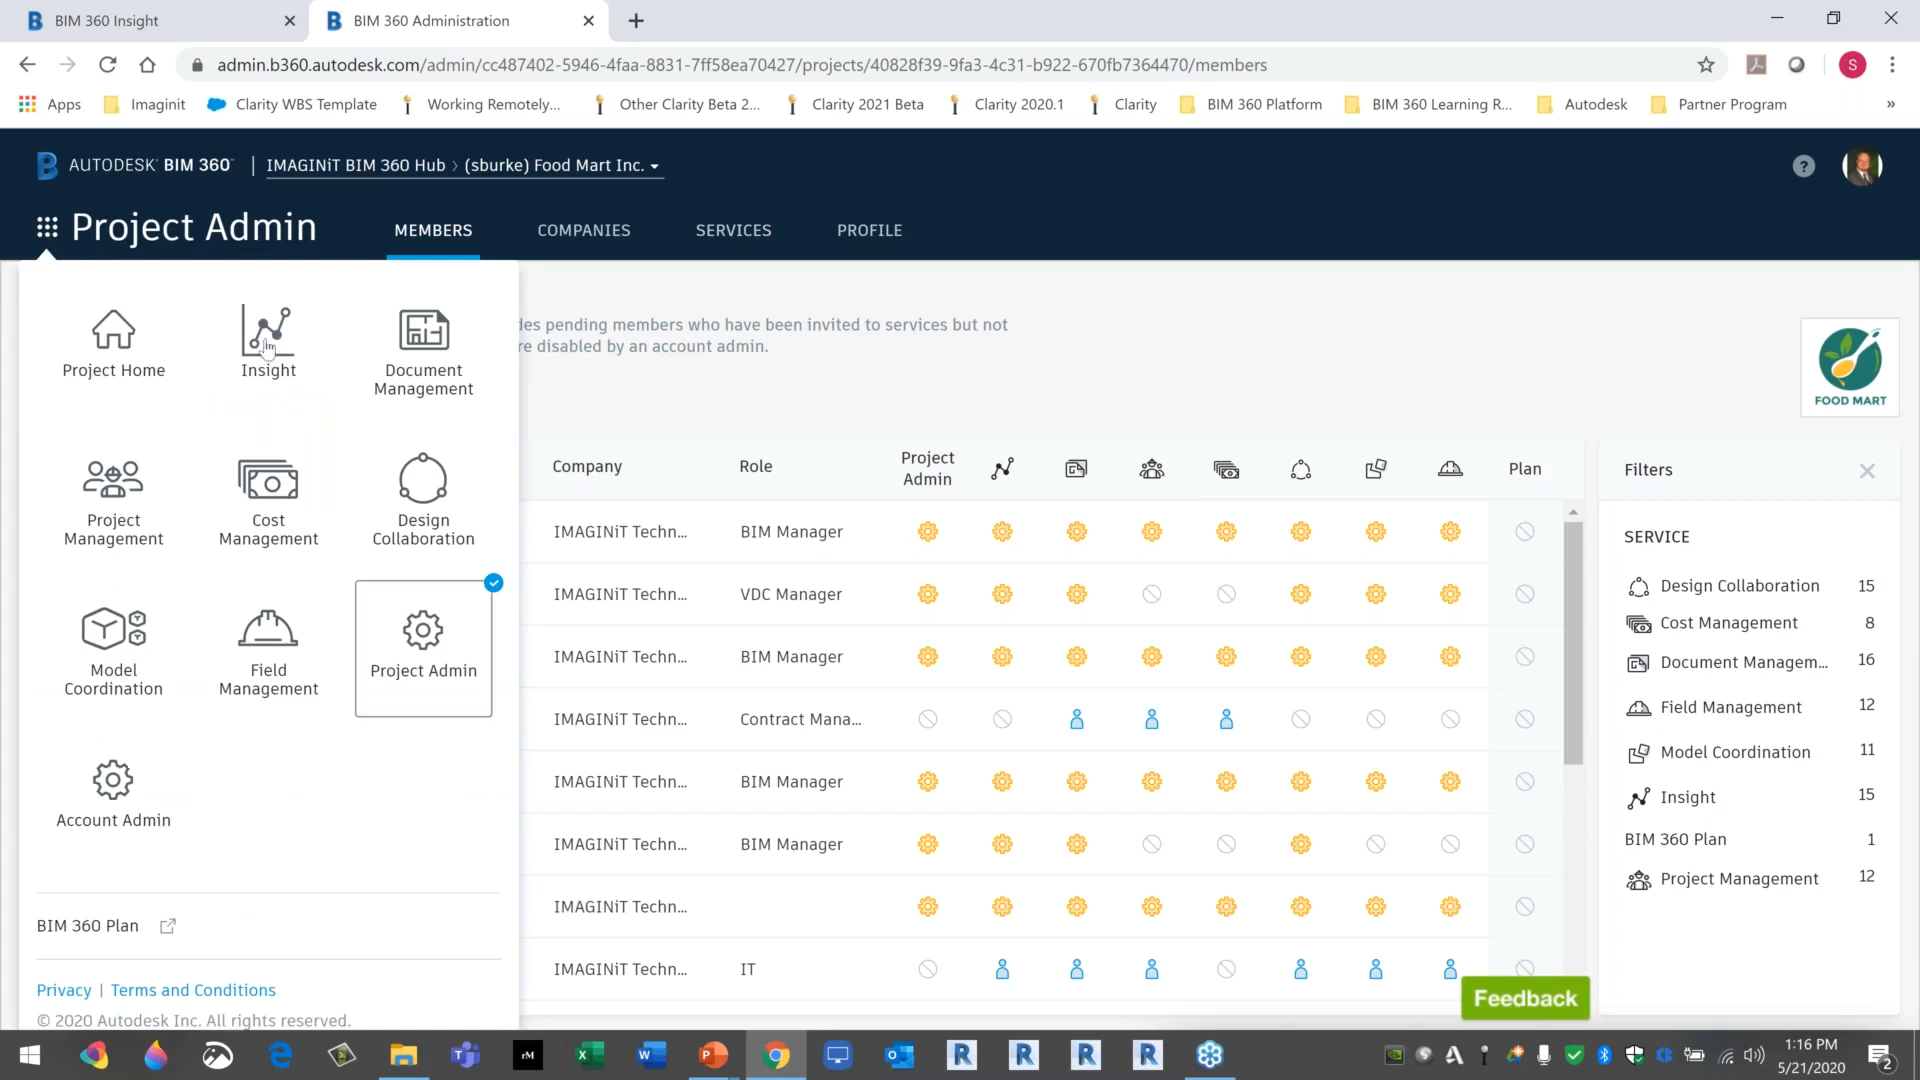 BIM 360 Insight
BIM 360 Administration
admin.b360.autodesk.com/admin/cc487402-5946-4faa-8831-7ff58ea70427/projects/40828f39-9fa3-4c31-b922-670fb7364470/members
S
Apps
Imaginit
Clarity WBS Template
Working Remotely...
Other Clarity Beta 2...
Clarity 2021 Beta
Clarity 2020.1
Clarity
BIM 360 Platform
BIM 360 Learning R...
Autodesk
Partner Program
»
AUTODESK BIM 360
IMAGINiT BIM 360 Hub › (sburke) Food Mart Inc.
Project Admin
MEMBERS
COMPANIES
SERVICES
PROFILE
Project Home
Insight
Document
Management
Project
Management
Cost
Management
Design
Collaboration
Model
Coordination
Field
Management
Project Admin
Account Admin
BIM 360 Plan
Privacy | Terms and Conditions
© 2020 Autodesk Inc. All rights reserved.
des pending members who have been invited to services but not
re disabled by an account admin.
FOOD MART
Company
Role
Project
Admin
Plan
IMAGINiT Techn...
BIM Manager
IMAGINiT Techn...
VDC Manager
IMAGINiT Techn...
BIM Manager
IMAGINiT Techn...
Contract Mana...
IMAGINiT Techn...
BIM Manager
IMAGINiT Techn...
BIM Manager
IMAGINiT Techn...
IMAGINiT Techn...
IT
Filters
SERVICE
Design Collaboration 15
Cost Management 8
Document Managem... 16
Field Management 12
Model Coordination 11
Insight 15
BIM 360 Plan 1
Project Management 12
Feedback
1:16 PM
5/21/2020
2